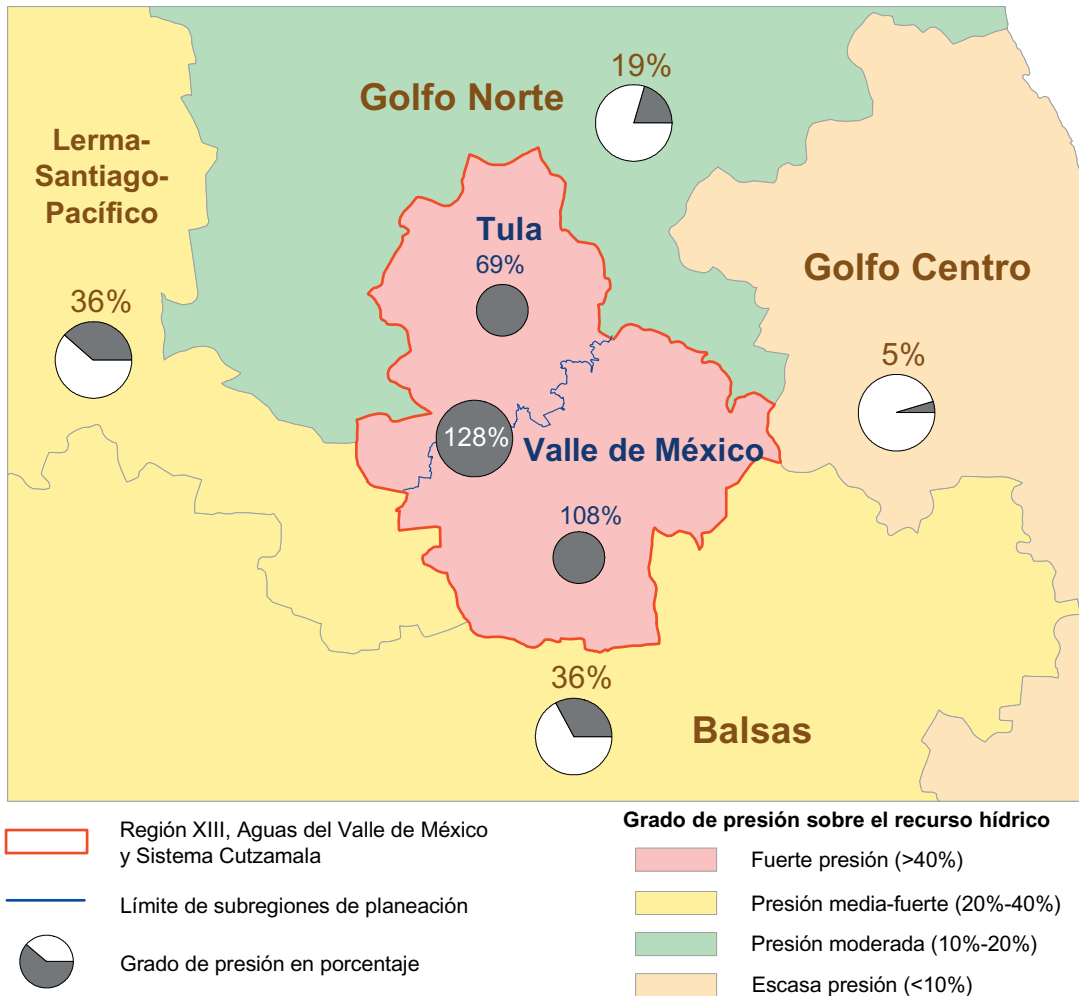 19%
Golfo Norte
Lerma-
Santiago-
Pacífico
Tula
69%
Golfo Centro
36%
5%
128%
Valle de México
108%
36%
Balsas
Región XIII, Aguas del Valle de México
y Sistema Cutzamala
Límite de subregiones de planeación
Grado de presión en porcentaje
Grado de presión sobre el recurso hídrico
Fuerte presión (>40%)
Presión media-fuerte (20%-40%)
Presión moderada (10%-20%)
Escasa presión (<10%)